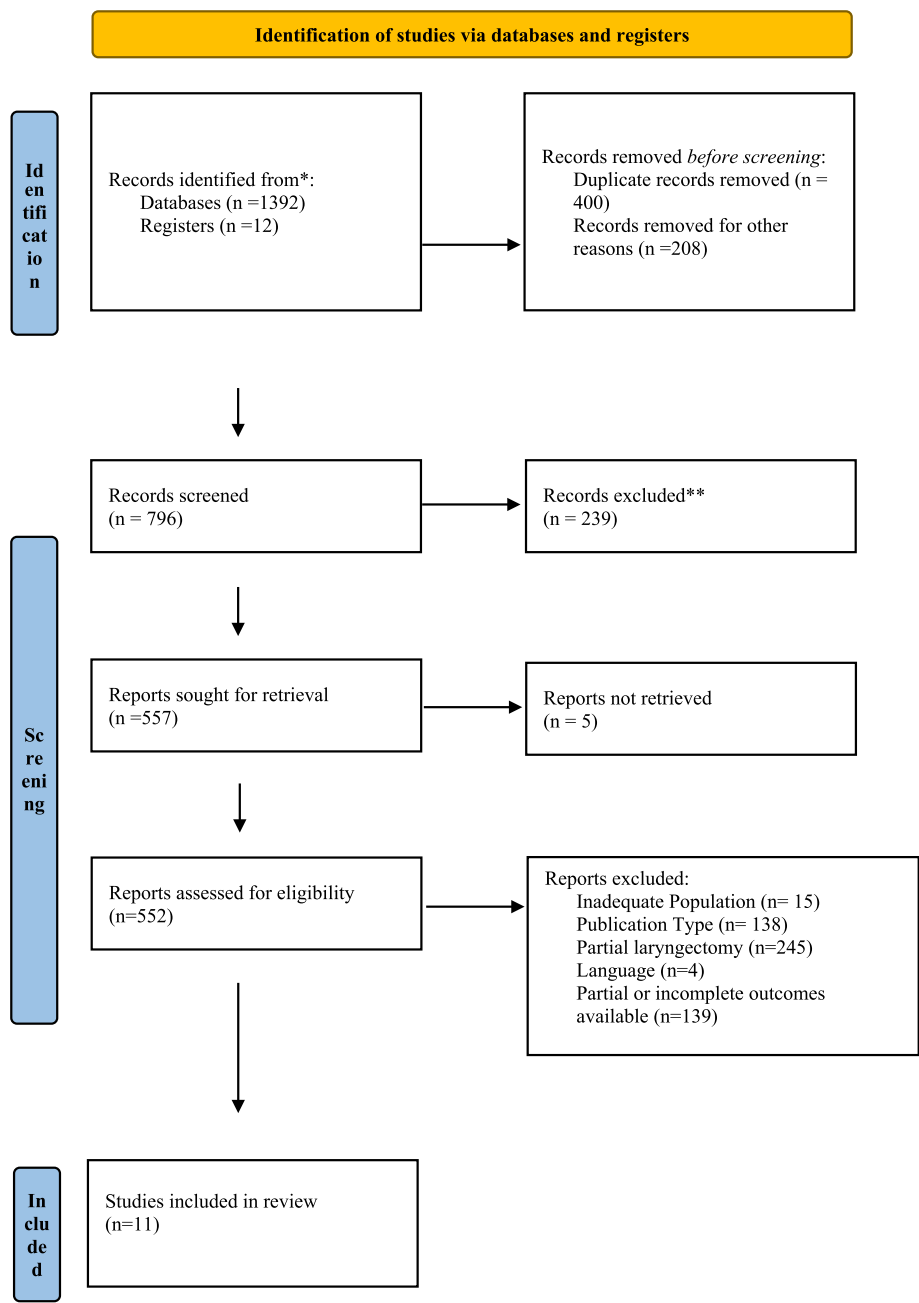 Identification of studies via databases and registers
Id
en
tifi
cat
io
n
Records identified from*:
Databases (n =1392)
Registers (n =12)
Records removed before screening:
Duplicate records removed (n =
400)
Records removed for other
reasons (n =208)
Sc
re
eni
ng
Records screened
(n = 796)
Records excluded**
(n = 239)
Reports sought for retrieval
(n =557)
Reports not retrieved
(n = 5)
Reports assessed for eligibility
(n=552)
Reports excluded:
Inadequate Population (n= 15)
Publication Type (n= 138)
Partial laryngectomy (n=245)
Language (n=4)
Partial or incomplete outcomes
available (n=139)
In
clu
de
d
Studies included in review
(n=11)